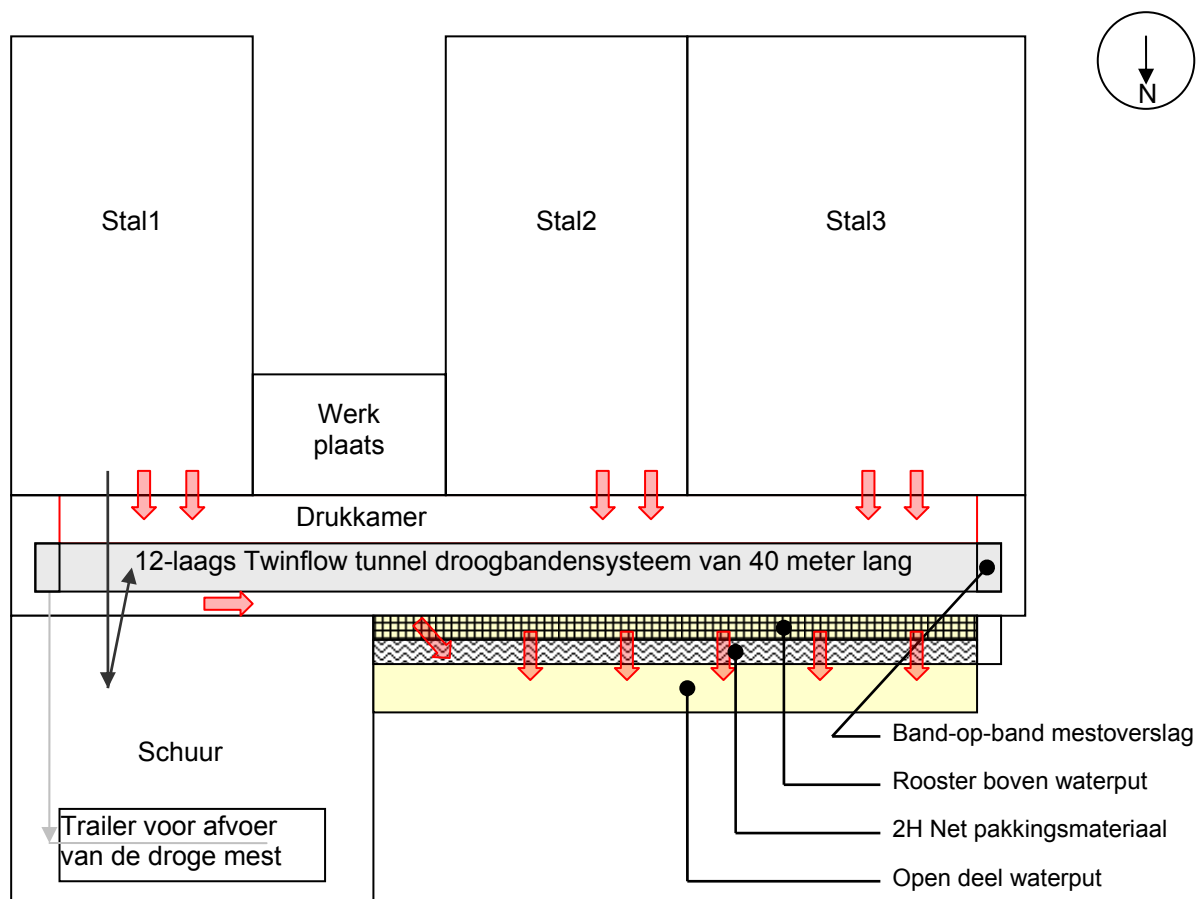 N
Stal1
Stal2
Stal3
Werk
plaats
Drukkamer
12-laags Twinflow tunnel droogbandensysteem van 40 meter lang
Schuur
Trailer voor afvoer
van de droge mest
Band-op-band mestoverslag
Rooster boven waterput
2H Net pakkingsmateriaal
Open deel waterput